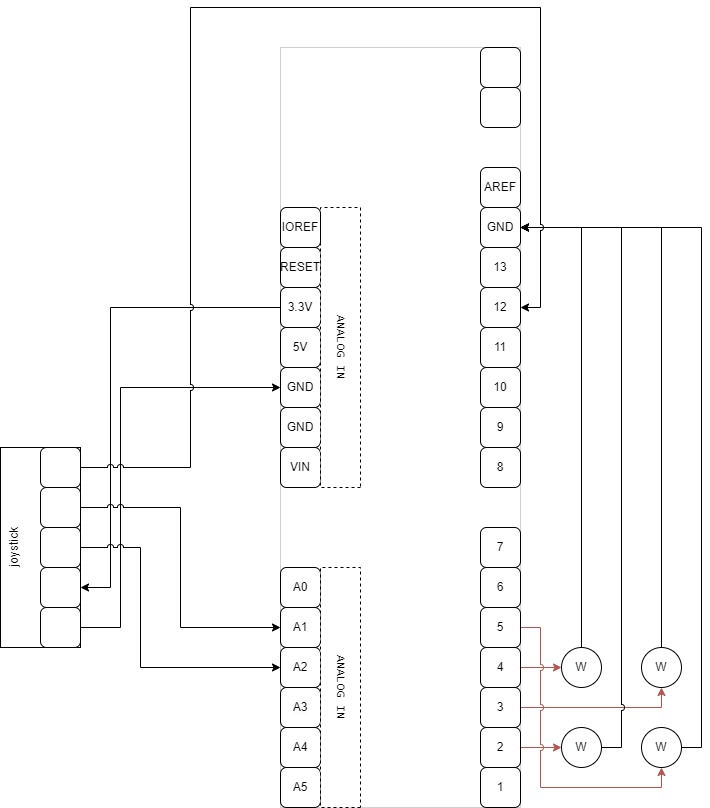 AREF
IOREF
GND
RESET
13
3.3V
12
5V
11
ANALOG IN
GND
10
GND
9
VIN
8
joystick
7
A0
6
A1
5
A2
4
W
W
ANALOG IN
A3
3
A4
2
W
W
A5
1